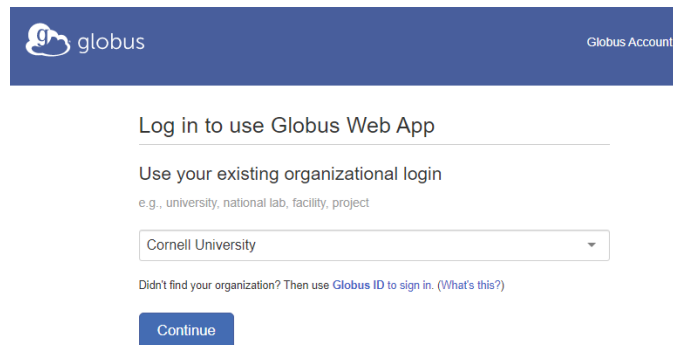 globus
Globus Account
Log in to use Globus Web App
Use your existing organizational login
e.g., university, national lab, facility, project
Cornell University
Didn't find your organization? Then use Globus ID to sign in. (What's this?)
Continue